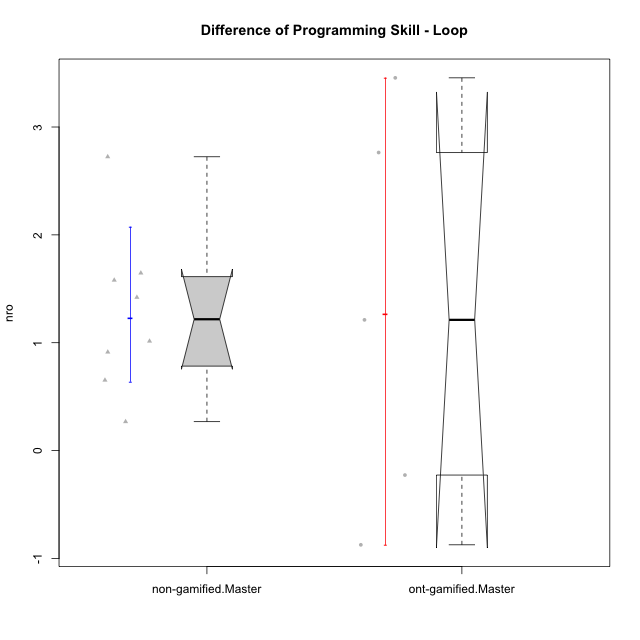 Difference of Programming Skill - Loop
nro
3
2
1
0
-1
non-gamified.Master
ont-gamified.Master